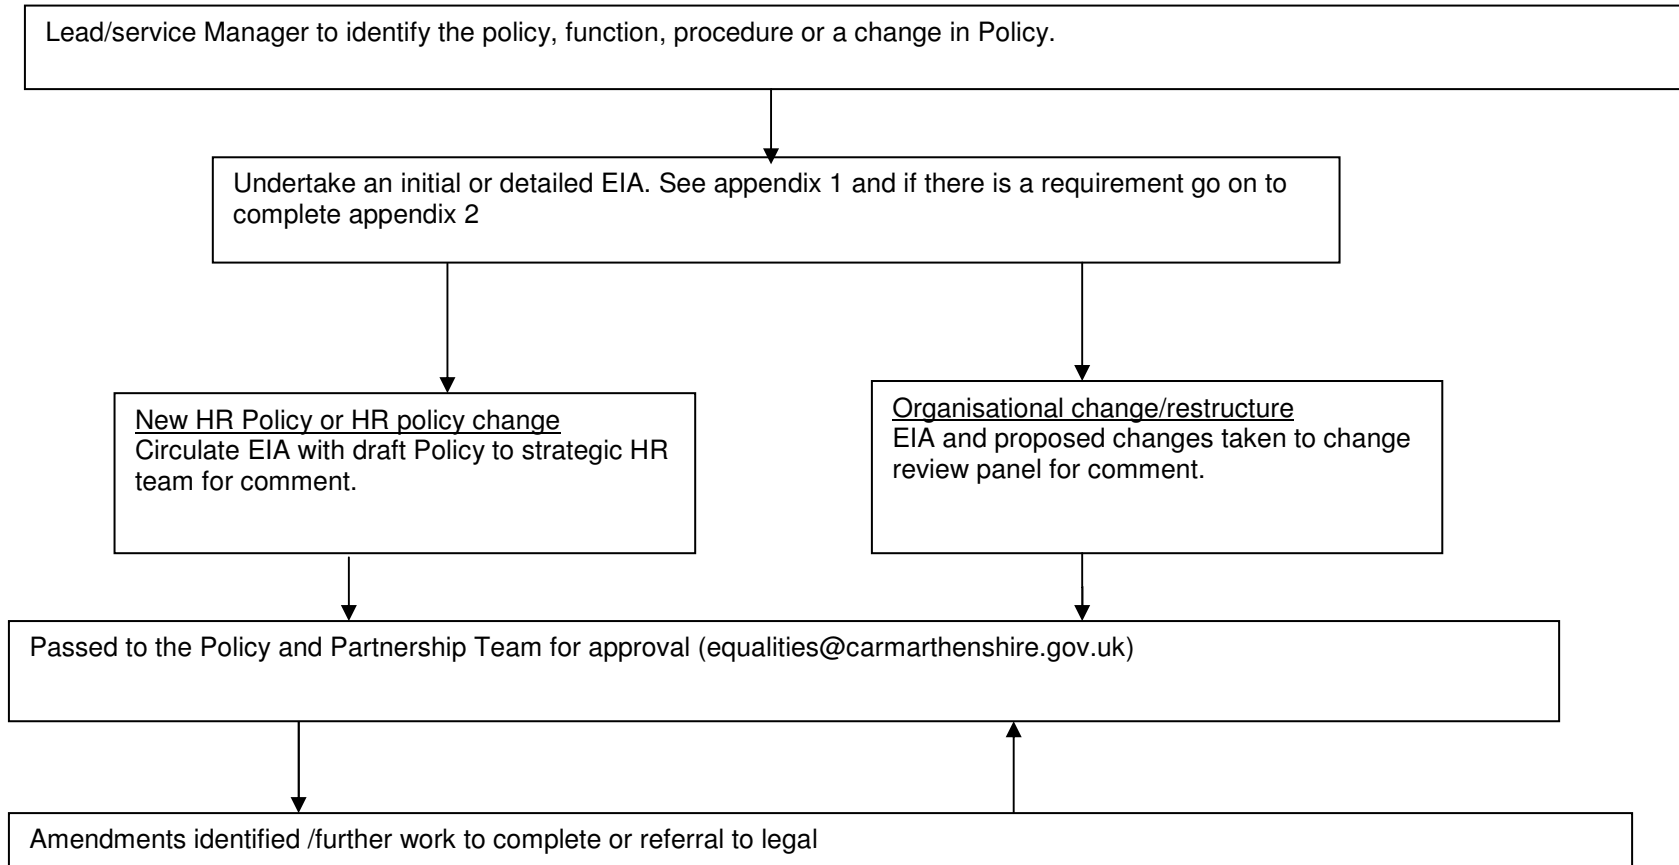 Lead/service Manager to identify the policy, function, procedure or a change in Policy.
Undertake an initial or detailed EIA. See appendix 1 and if there is a requirement go on to
complete appendix 2
New HR Policy or HR policy change
Circulate EIA with draft Policy to strategic HR
team for comment.
Organisational change/restructure
EIA and proposed changes taken to change
review panel for comment.
Passed to the Policy and Partnership Team for approval (equalities@carmarthenshire.gov.uk)
Amendments identified /further work to complete or referral to legal